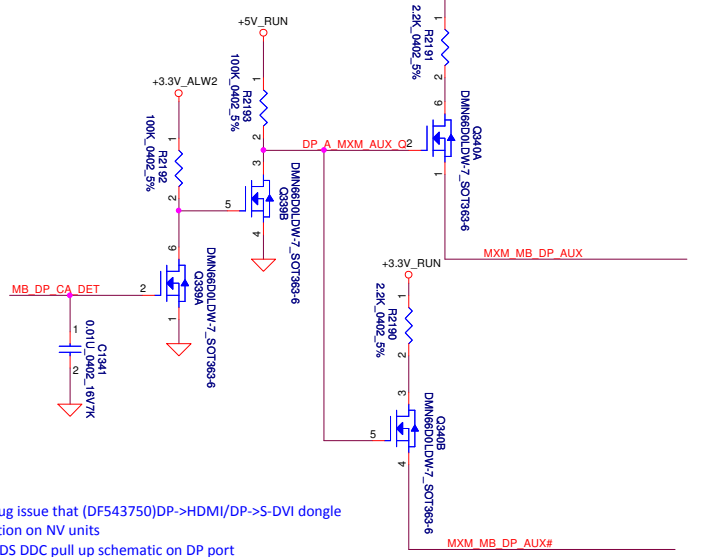 +5V_RUN
1
R2191
2.2K_0402_5%
2
+3.3V_ALW2
1
R2193
100K_0402_5%
2
6
Q340A
DMN66D0LDW-7_SOT363-6
DP_A_MXM_AUX_Q
2
1
1
R2192
100K_0402_5%
2
3
5
DMN66D0LDW-7_SOT363-6
Q339B
4
6
MB_DP_CA_DET
2
DMN66D0LDW-7_SOT363-6
Q339A
1
MXM_MB_DP_AUX
+3.3V_RUN
1
R2190
2.2K_0402_5%
2
1
C1341
0.01U_0402_16V7K
2
3
5
Q340B
DMN66D0LDW-7_SOT363-6
4
ug issue that (DF543750)DP->HDMI/DP->S-DVI dongle
tion on NV units
DS DDC pull up schematic on DP port
MXM_MB_DP_AUX#